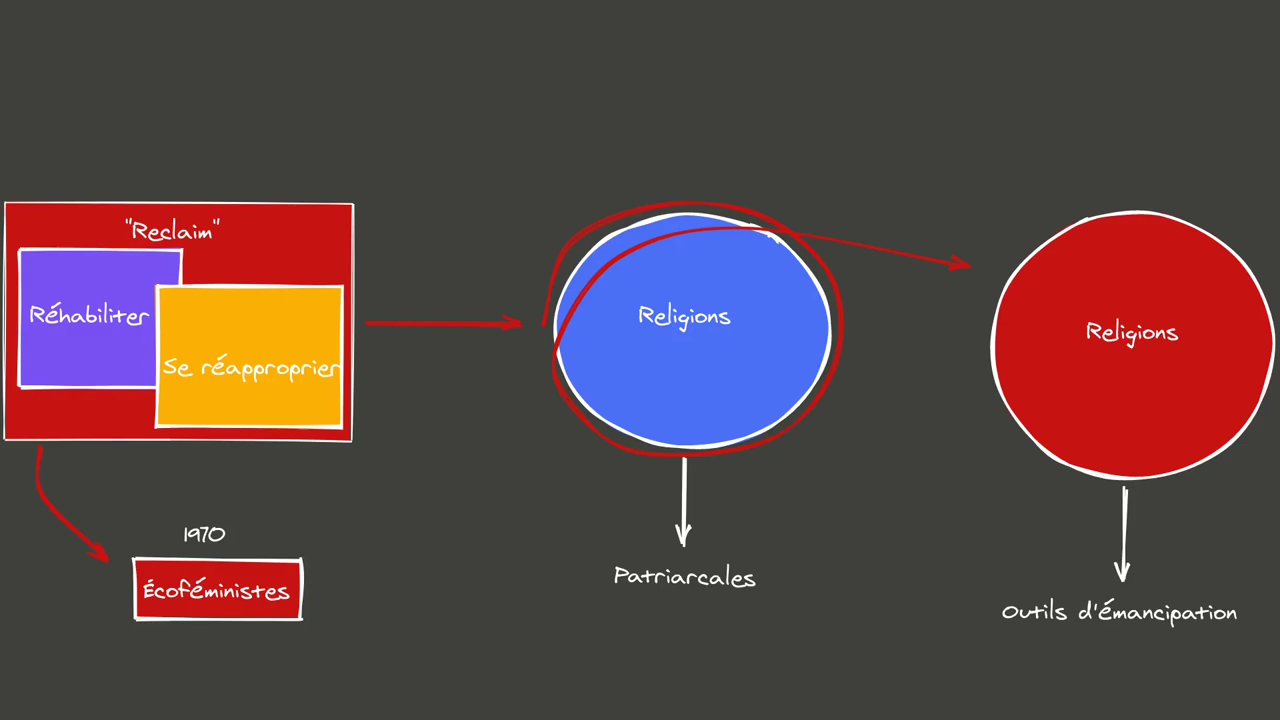 "Reclaim"
Réhabiliter
Se réapproprier
1970
Écoféministes
Religions
Patriarcales
Religions
Outils d'émancipation